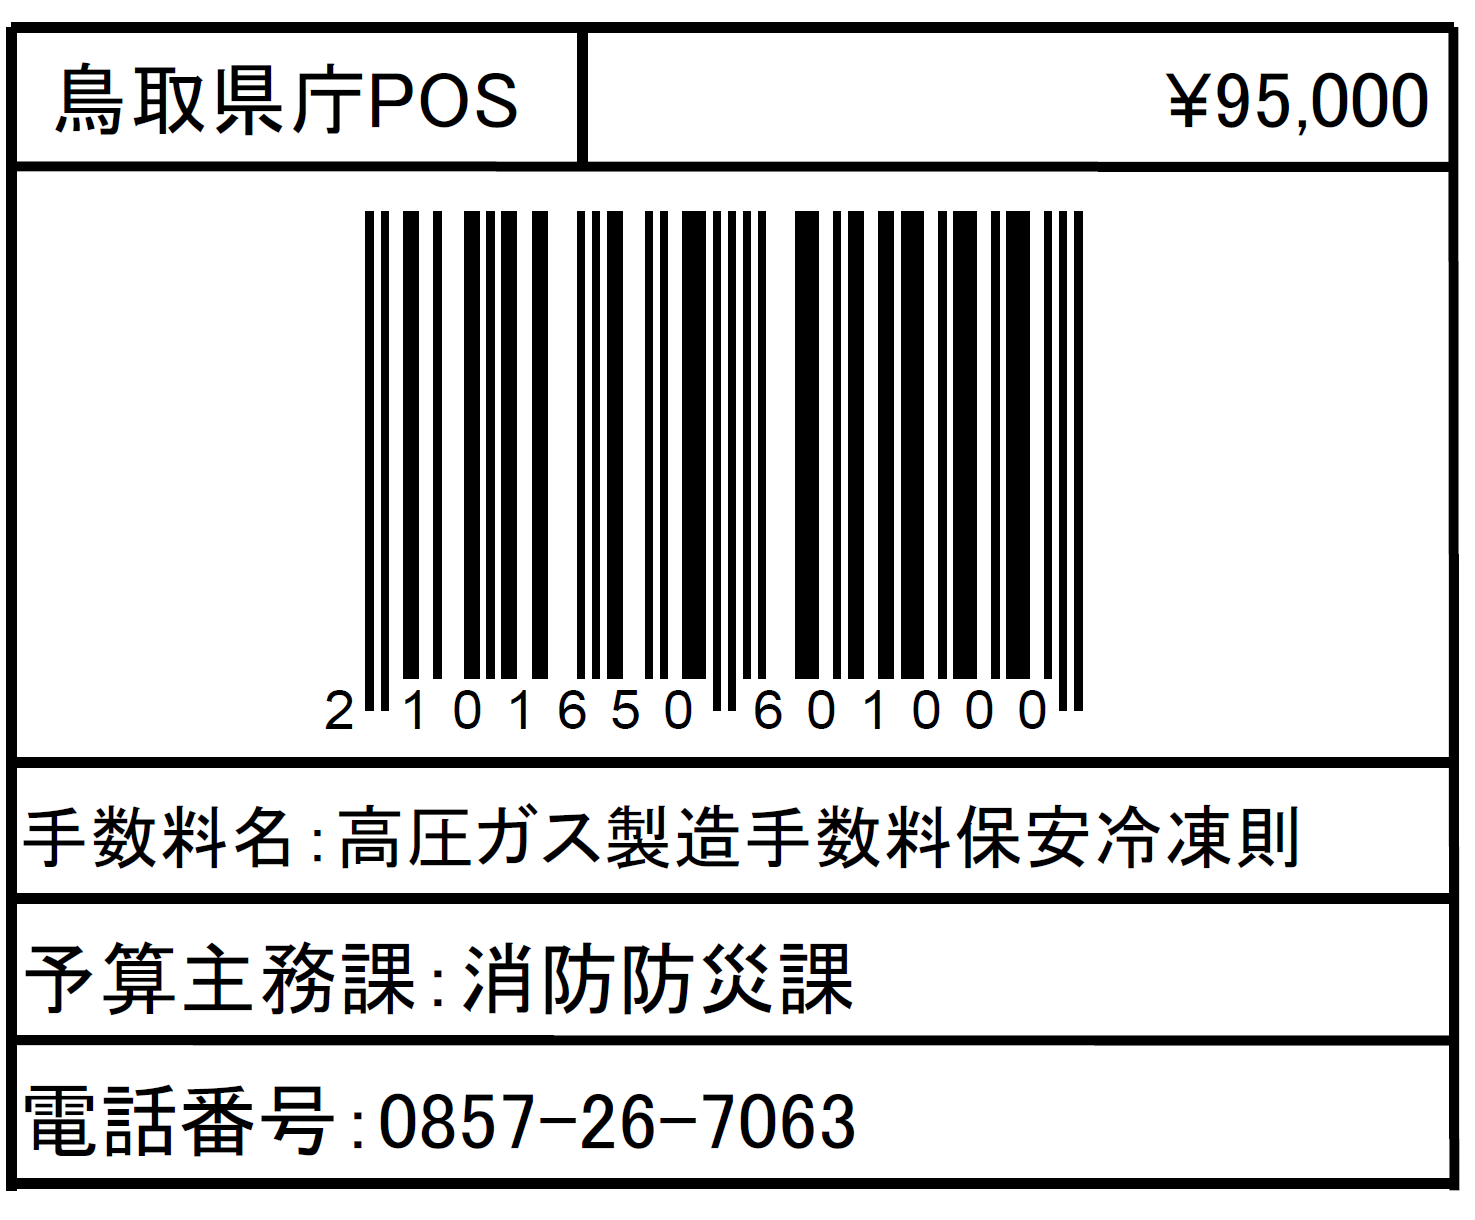 鳥取県庁POS
¥95,000
2 101650 601000
手数料名:高圧ガス製造手数料保安冷凍則
予算主務課:消防防災課
電話番号:0857-26-7063